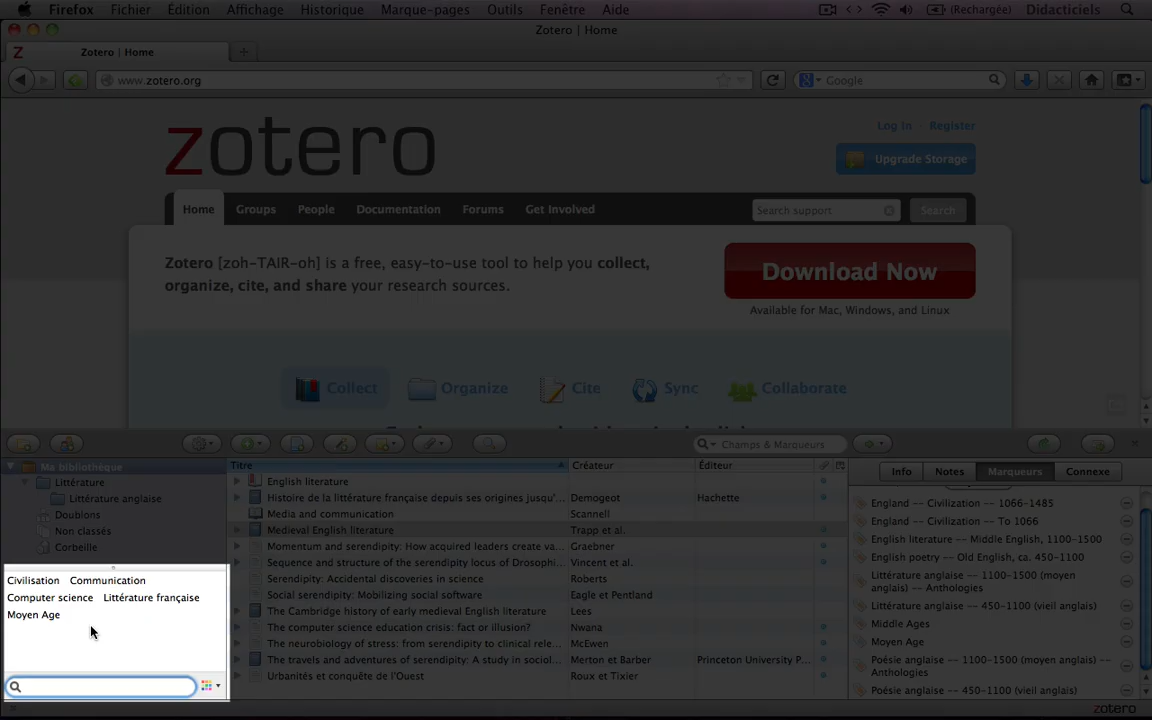 Firefox Fichier Édition Affichage Historique Marque-pages Outils Fenêtre Aide (Rechargée) Didacticiels
Zotero | Home
Zotero | Home
www.zotero.org Google
zotero
Log In Register
Upgrade Storage
Home Groups People Documentation Forums Get Involved Search support Search
Zotero [zoh-TAIR-oh] is a free, easy-to-use tool to help you collect,
organize, cite, and share your research sources.
Download Now
Available for Mac, Windows, and Linux
Collect Organize Cite Sync Collaborate
Champs & Marqueurs
Ma bibliothèque
Littérature
Littérature anglaise
Doublons
Non classés
Corbeille
Civilisation Communication
Computer science Littérature française
Moyen Age
Titre Créateur Éditeur
English literature
Histoire de la littérature française depuis ses origines jusqu'... Demogeot Hachette
Media and communication Scannell
Medieval English literature Trapp et al.
Momentum and serendipity: How acquired leaders create va... Graebner
Sequence and structure of the serendipity locus of Drosophi... Vincent et al.
Serendipity: Accidental discoveries in science Roberts
Social serendipity: Mobilizing social software Eagle et Pentland
The Cambridge history of early medieval English literature Lees
The computer science education crisis: fact or illusion? Nwana
The neurobiology of stress: from serendipity to clinical rele... McEwen
The travels and adventures of serendipity: A study in sociol... Merton et Barber Princeton University P...
Urbanités et conquête de l'Ouest Roux et Tixier
Info Notes Marqueurs Connexe
England -- Civilization -- 1066-1485
England -- Civilization -- To 1066
English literature -- Middle English, 1100-1500
English poetry -- Old English, ca. 450-1100
Littérature anglaise -- 1100-1500 (moyen
anglais) -- Anthologies
Littérature anglaise -- 450-1100 (vieil anglais)
Middle Ages
Moyen Age
Poésie anglaise -- 1100-1500 (moyen anglais) --
Anthologies
Poésie anglaise -- 450-1100 (vieil anglais)
zotero